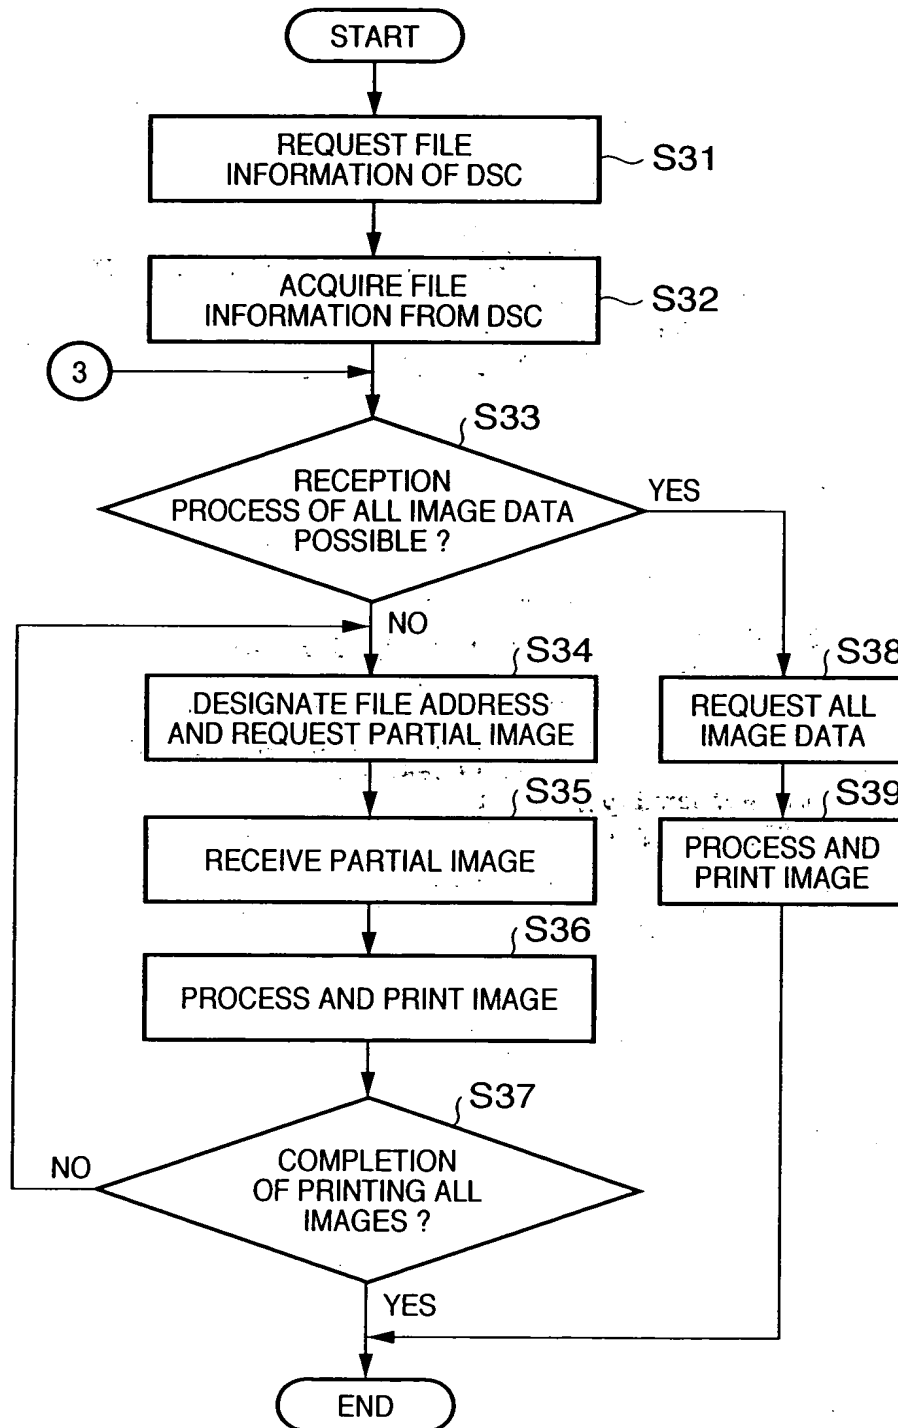 START
REQUEST FILE
INFORMATION OF DSC
S31
ACQUIRE FILE
INFORMATION FROM DSC
S32
3
S33
RECEPTION
PROCESS OF ALL IMAGE DATA
POSSIBLE ?
YES
NO
S34
DESIGNATE FILE ADDRESS
AND REQUEST PARTIAL IMAGE
S38
REQUEST ALL
IMAGE DATA
S35
RECEIVE PARTIAL IMAGE
S39
PROCESS AND
PRINT IMAGE
S36
PROCESS AND PRINT IMAGE
S37
COMPLETION
OF PRINTING ALL
IMAGES ?
NO
YES
END